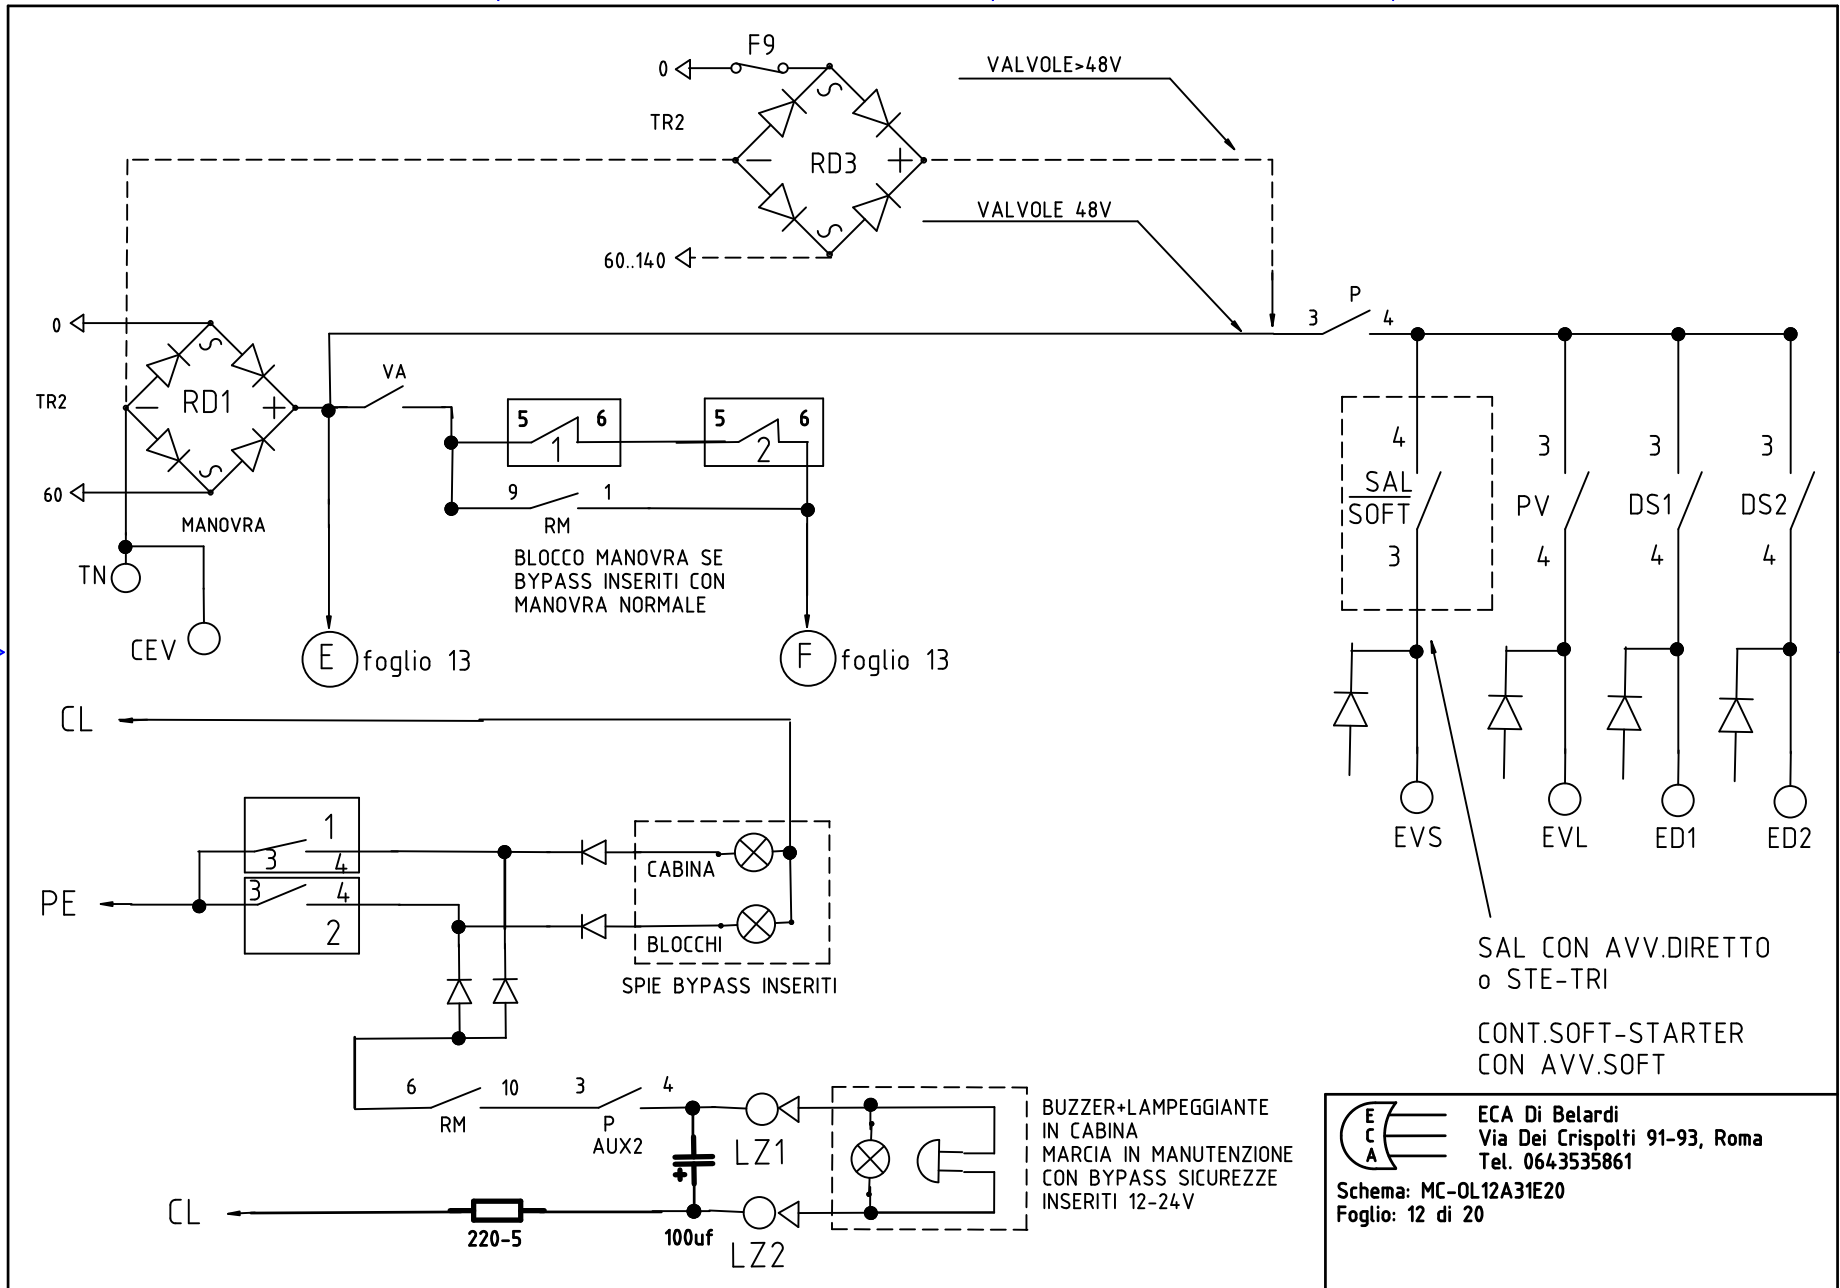 F9
0
VALVOLE>48V
TR2
RD3
VALVOLE 48V
60..140
P
3
4
0
VA
TR2
RD1
5
6
1
5
6
2
60
MANOVRA
9
1
RM
BLOCCO MANOVRA SE
BYPASS INSERITI CON
MANOVRA NORMALE
TN
CEV
E
foglio 13
F
foglio 13
4
SAL
SOFT
3
3
PV
4
3
DS1
4
3
DS2
4
EVS
EVL
ED1
ED2
CL
1
3
4
PE
3
4
2
CABINA
BLOCCHI
SPIE BYPASS INSERITI
SAL CON AVV.DIRETTO
o STE-TRI
CONT.SOFT-STARTER
CON AVV.SOFT
6
10
RM
3
4
P
AUX2
LZ1
+
BUZZER+LAMPEGGIANTE
IN CABINA
MARCIA IN MANUTENZIONE
CON BYPASS SICUREZZE
INSERITI 12-24V
CL
220-5
100uf
LZ2
E
C
A
ECA Di Belardi
Via Dei Crispolti 91-93, Roma
Tel. 0643535861
Schema: MC-OL12A31E20
Foglio: 12 di 20